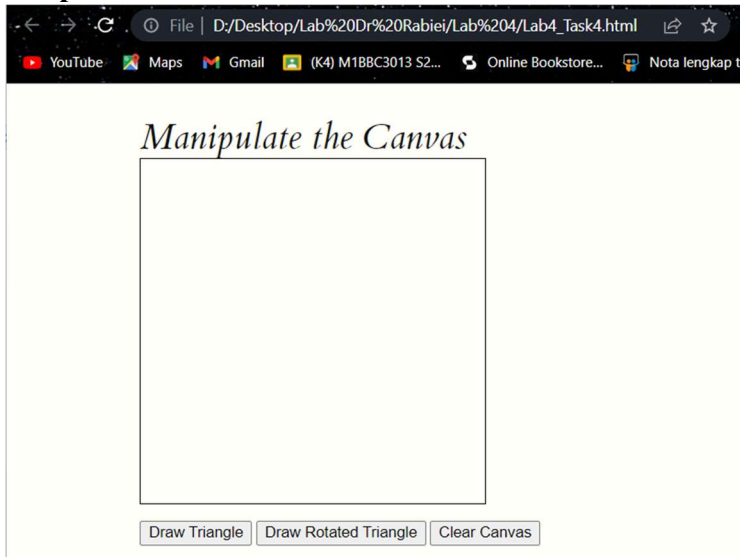 File | D:/Desktop/Lab%20Dr%20Rabiei/Lab%204/Lab4_Task4.html
YouTube Maps Gmail (K4) M1BBC3013 S2... Online Bookstore... Nota lengkap t
Manipulate the Canvas
Draw Triangle Draw Rotated Triangle Clear Canvas